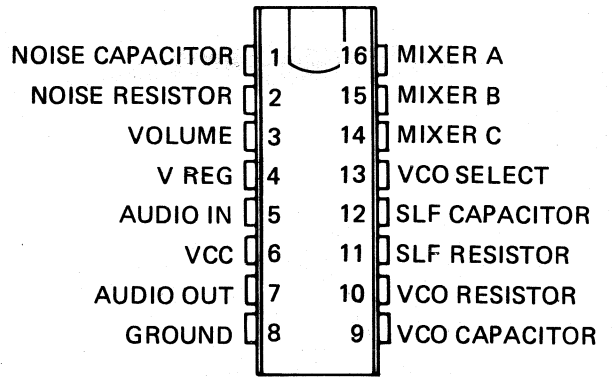 NOISE CAPACITOR 1 16 MIXER A
NOISE RESISTOR 2 15 MIXER B
VOLUME 3 14 MIXER C
V REG 4 13 VCO SELECT
AUDIO IN 5 12 SLF CAPACITOR
VCC 6 11 SLF RESISTOR
AUDIO OUT 7 10 VCO RESISTOR
GROUND 8 9 VCO CAPACITOR